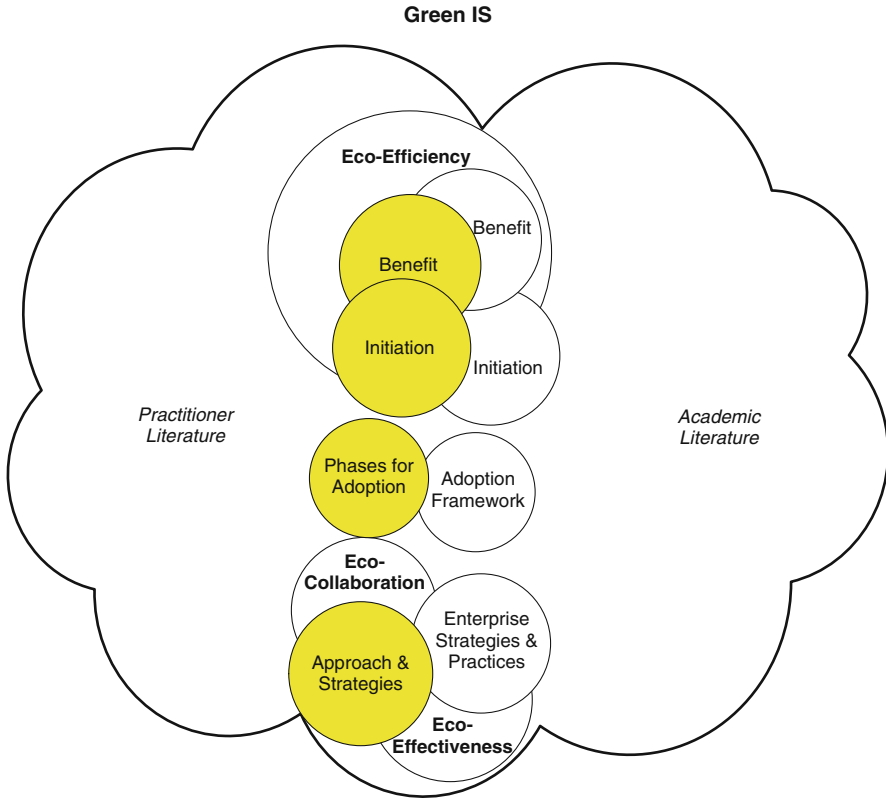 Green IS
Eco-Efficiency
Benefit
Benefit
Initiation
Initiation
Practitioner
Literature
Academic
Literature
Phases for
Adoption
Adoption
Framework
Eco-
Collaboration
Enterprise
Strategies &
Practices
Approach &
Strategies
Eco-
Effectiveness